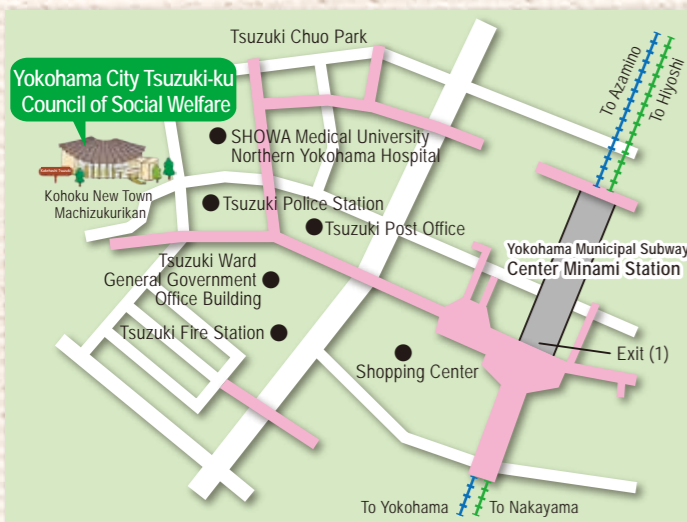 Tsuzuki Chuo Park
Yokohama City Tsuzuki-ku
Council of Social Welfare
To Azamino
To Hiyoshi
SHOWA Medical University
Northern Yokohama Hospital
Kohoku New Town
Machizukurikan
Tsuzuki Police Station
Tsuzuki Post Office
Yokohama Municipal Subway
Center Minami Station
Tsuzuki Ward
General Government
Office Building
Tsuzuki Fire Station
Shopping Center
Exit (1)
To Yokohama
To Nakayama